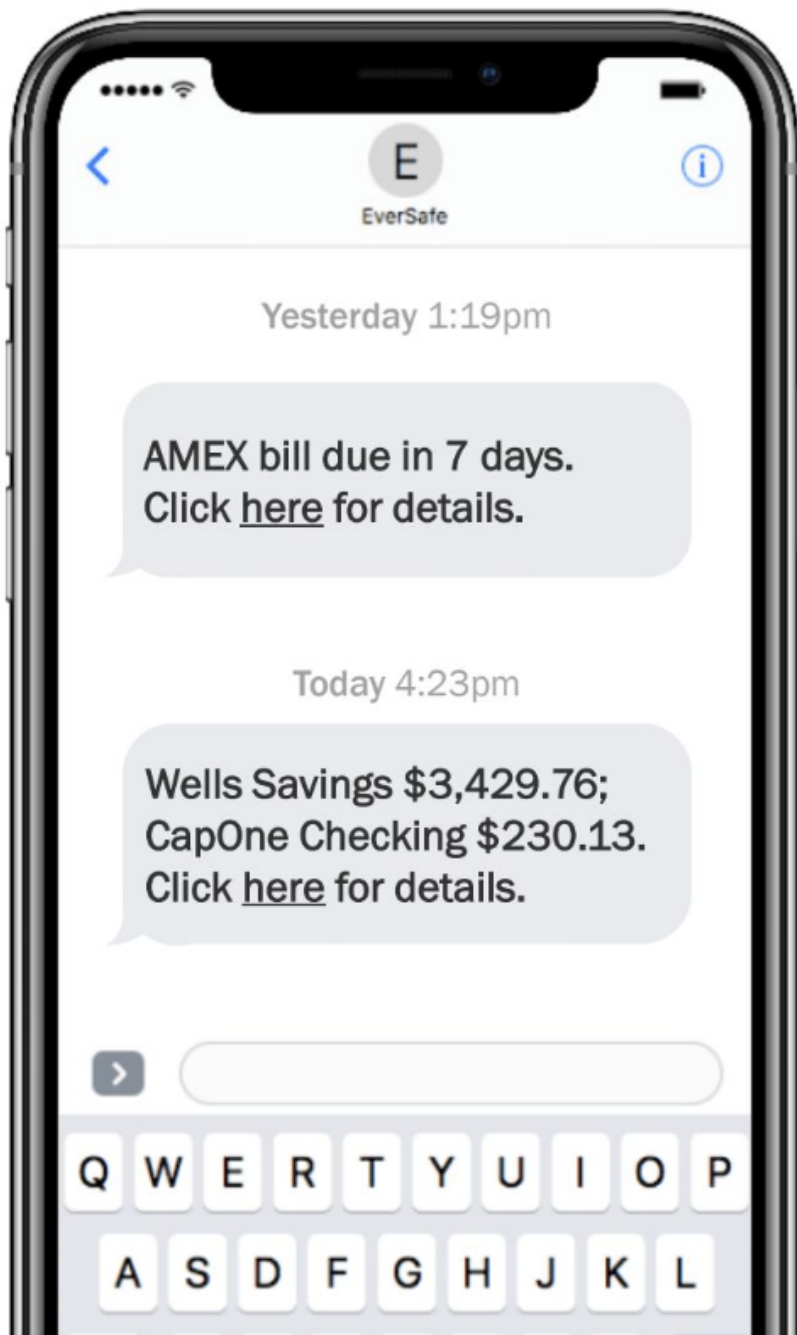 E
EverSafe
Yesterday 1:19pm
AMEX bill due in 7 days.
Click here for details.
Today 4:23pm
Wells Savings $3,429.76;
CapOne Checking $230.13.
Click here for details.
Q W E R T Y U I O P
A S D F G H J K L